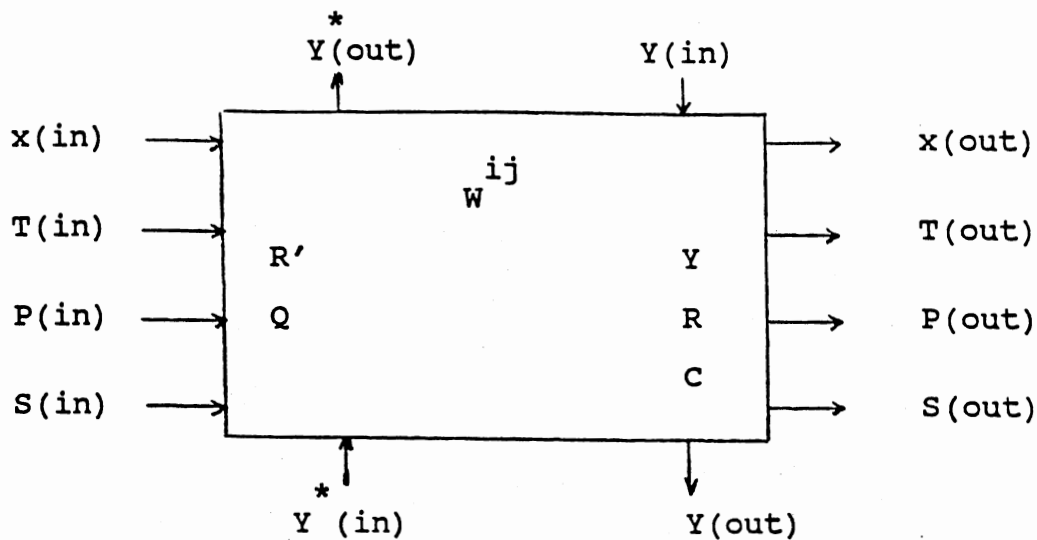 *
Y(out) Y(in)
x(in) x(out)
ij
W
T(in) T(out)
R' Y
P(in) Q R P(out)
C
S(in) S(out)
*
Y (in) Y(out)